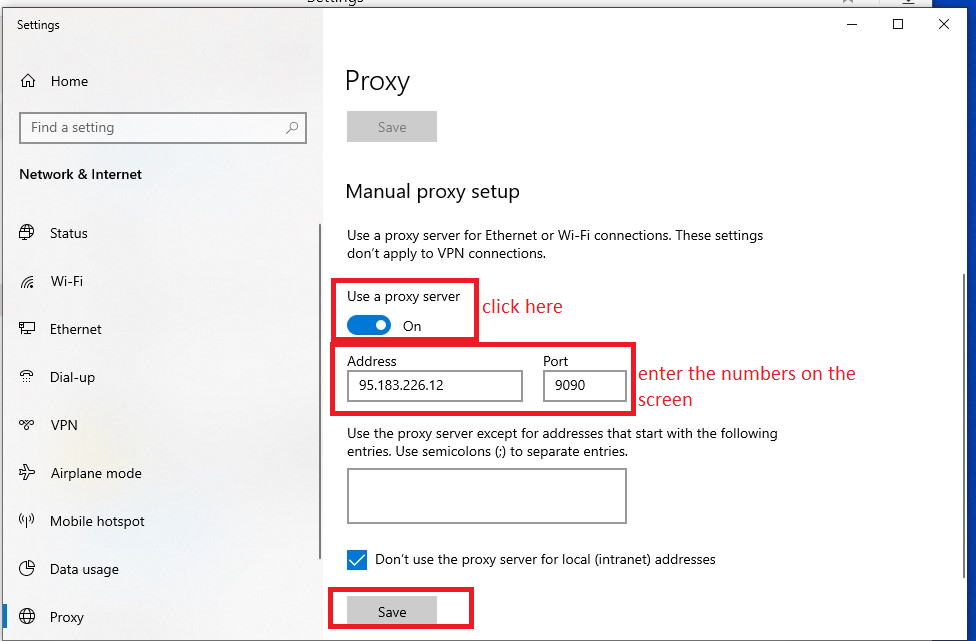 Settings
Settings
Home
Find a setting
Network & Internet
Status
Wi-Fi
Ethernet
Dial-up
VPN
Airplane mode
Mobile hotspot
Data usage
Proxy
Proxy
Save
Manual proxy setup
Use a proxy server for Ethernet or Wi-Fi connections. These settings
don't apply to VPN connections.
Use a proxy server
On
click here
Address
Port
95.183.226.12
9090
enter the numbers on the
screen
Use the proxy server except for addresses that start with the following
entries. Use semicolons (;) to separate entries.
Don't use the proxy server for local (intranet) addresses
Save